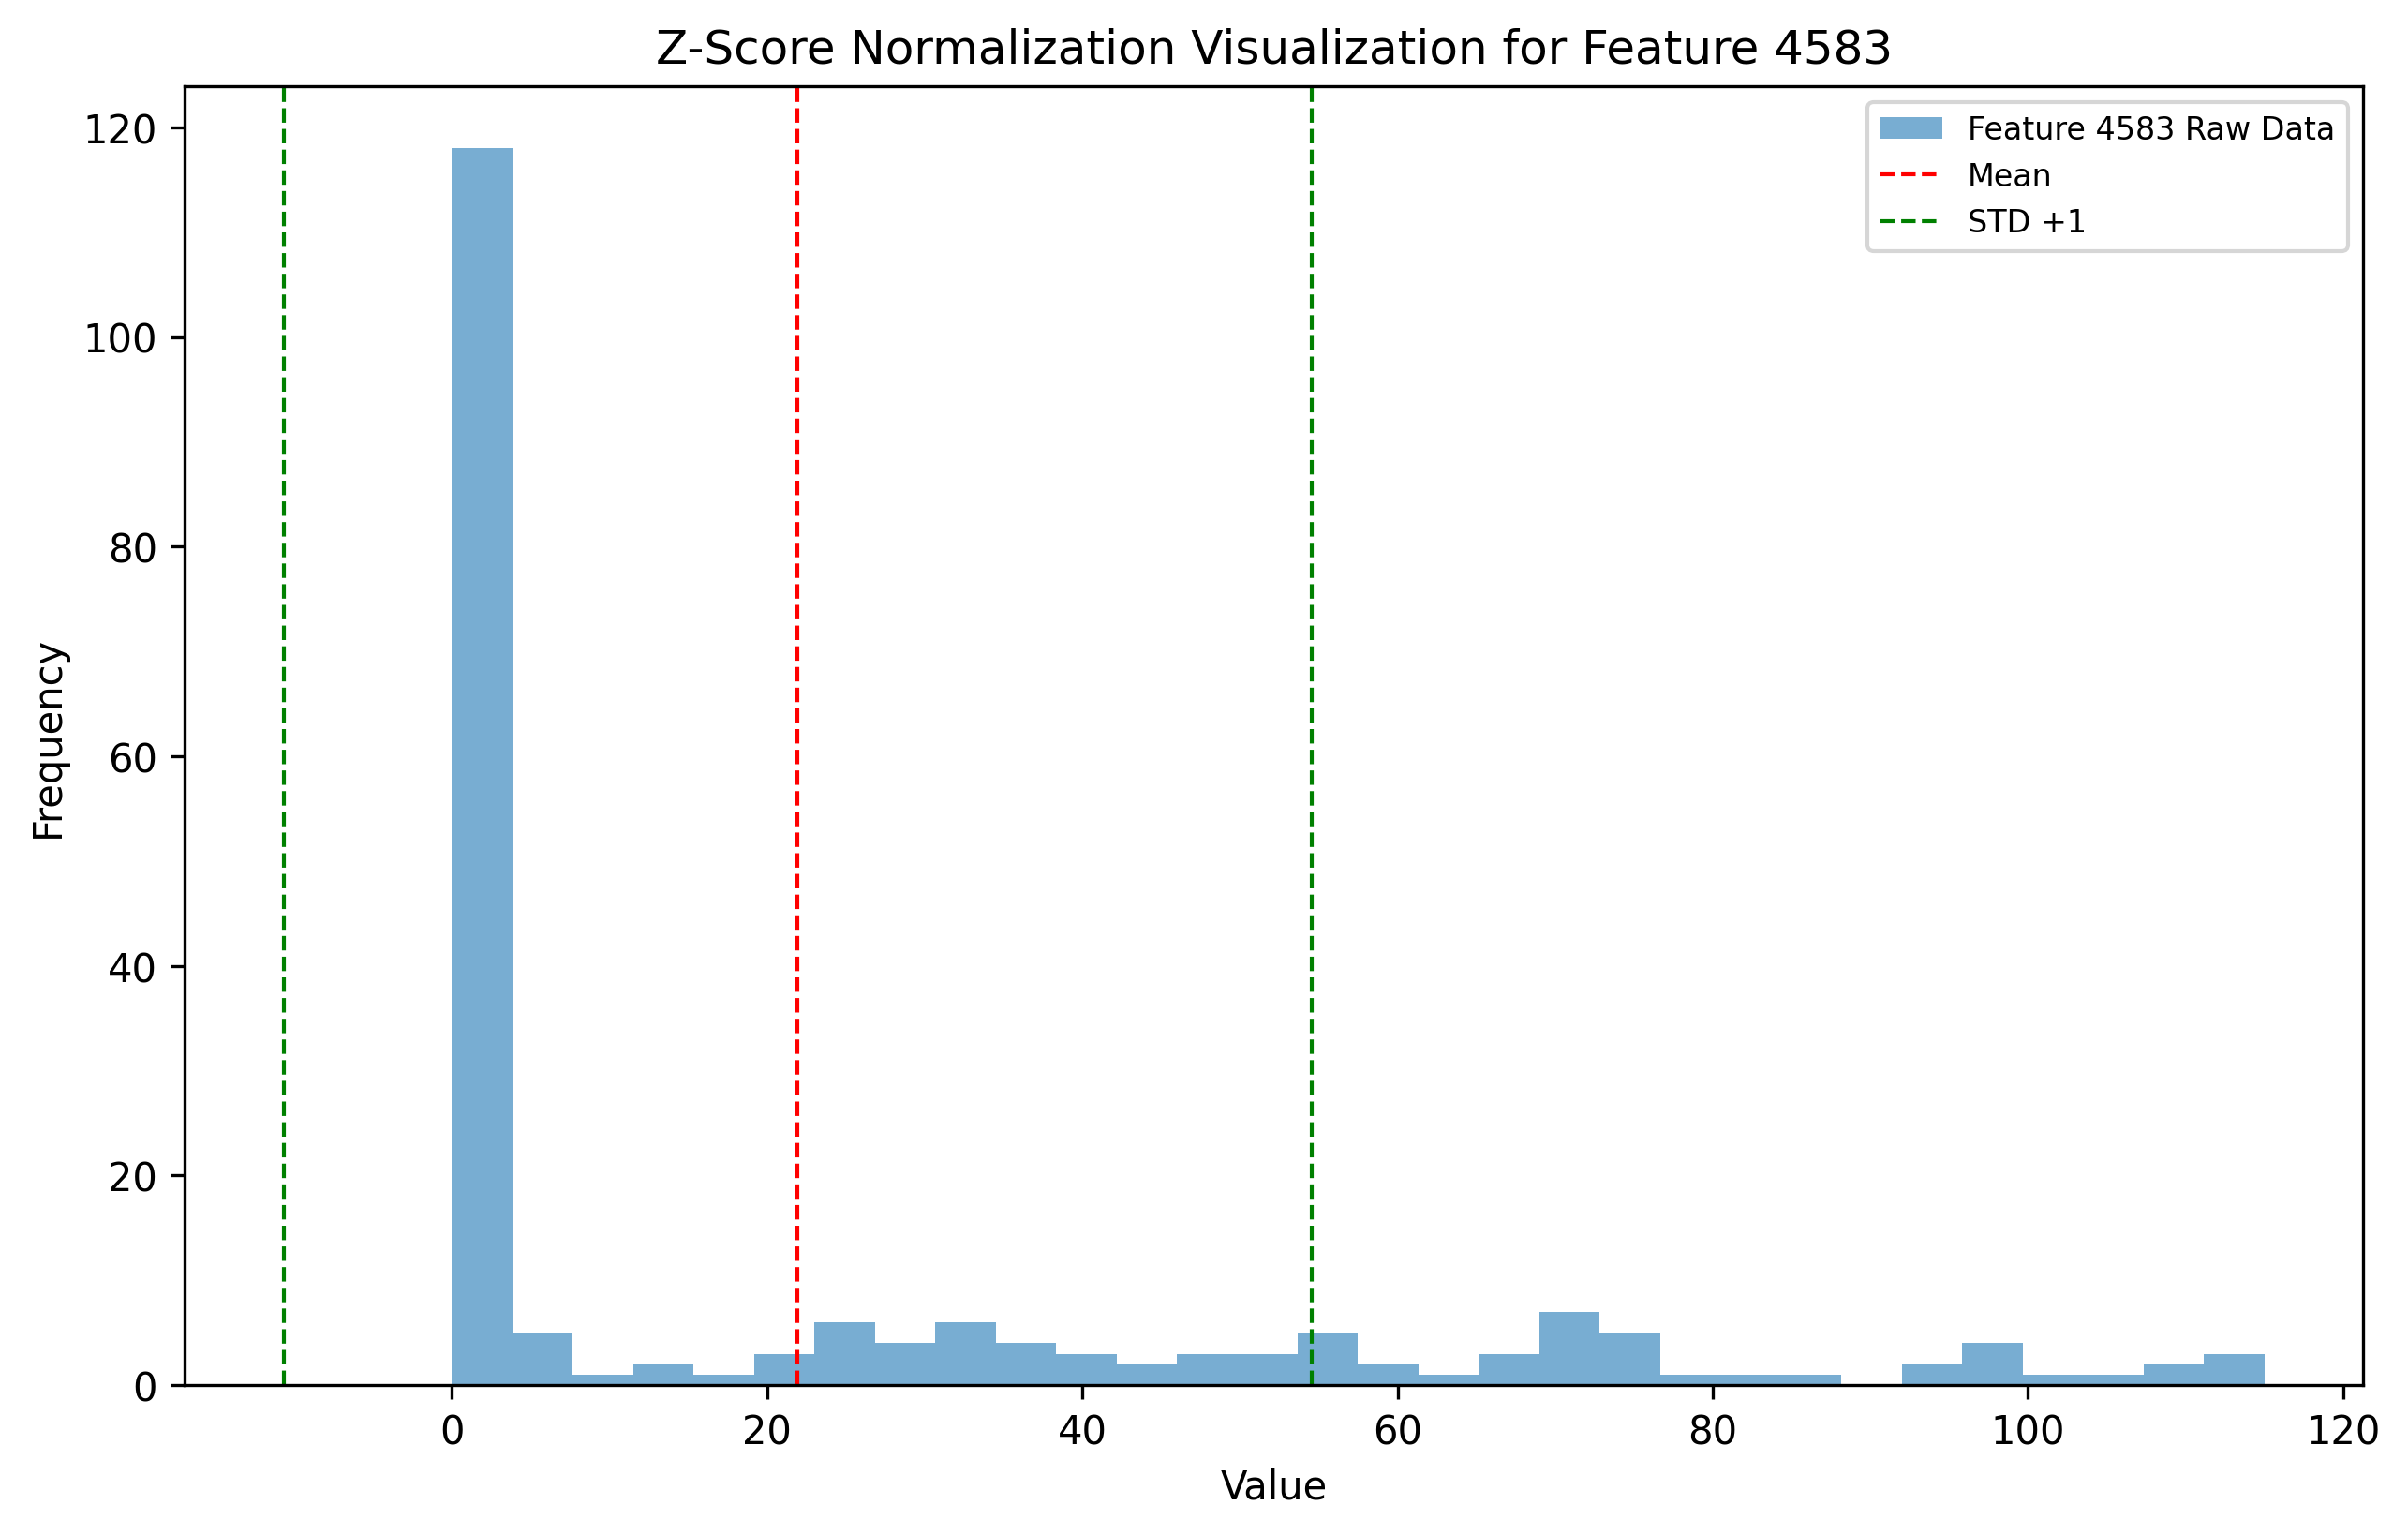 Z-Score Normalization Visualization for Feature 4583
Feature 4583 Raw Data
Mean
STD +1
120
100
80
60
40
20
0
Frequency
0 20 40 60 80 100 120
Value